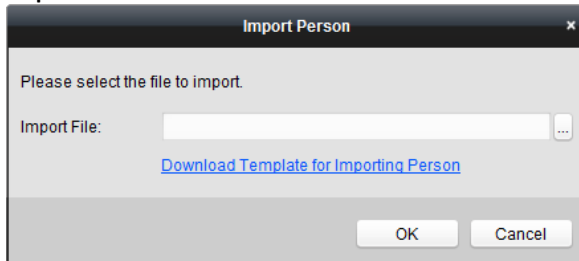 Import Person
Please select the file to import.
Import File:
...
Download Template for Importing Person
OK Cancel